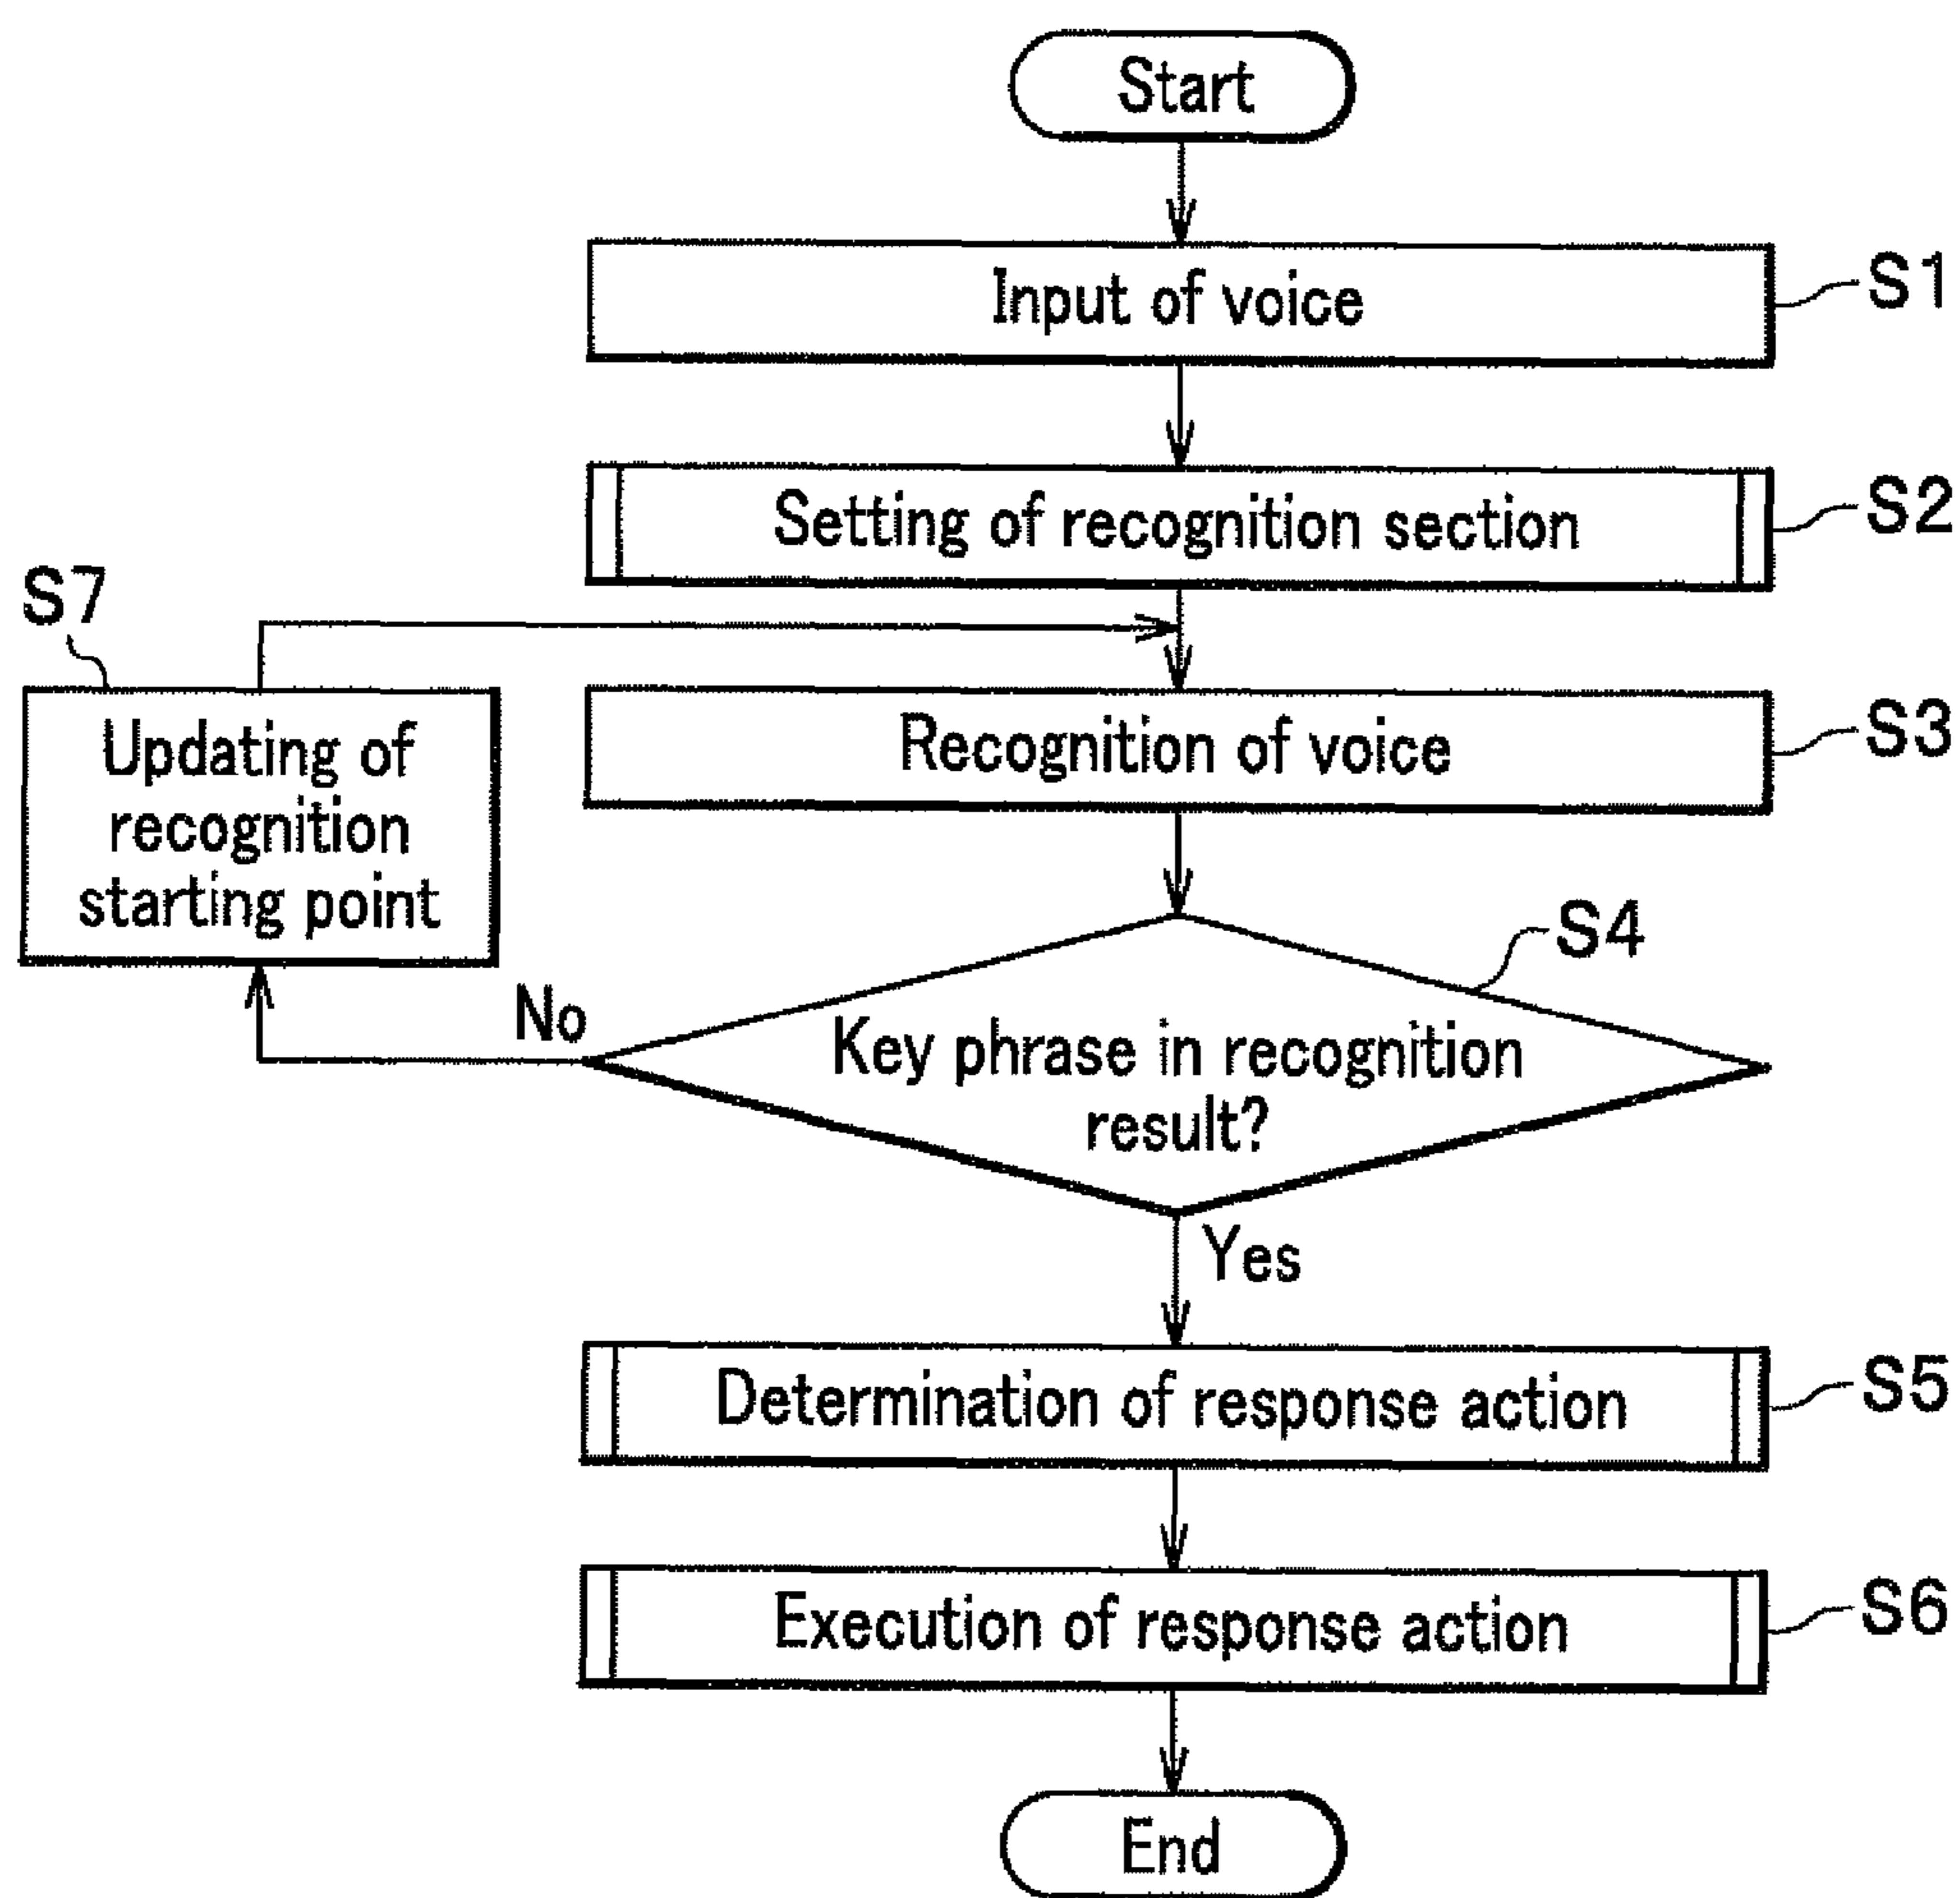 Start
Input of voice
S1
Setting of recognition section
S2
S7
Updating of
recognition
starting point
Recognition of voice
S3
S4
No
Key phrase in recognition
result?
Yes
Determination of response action
S5
Execution of response action
S6
End